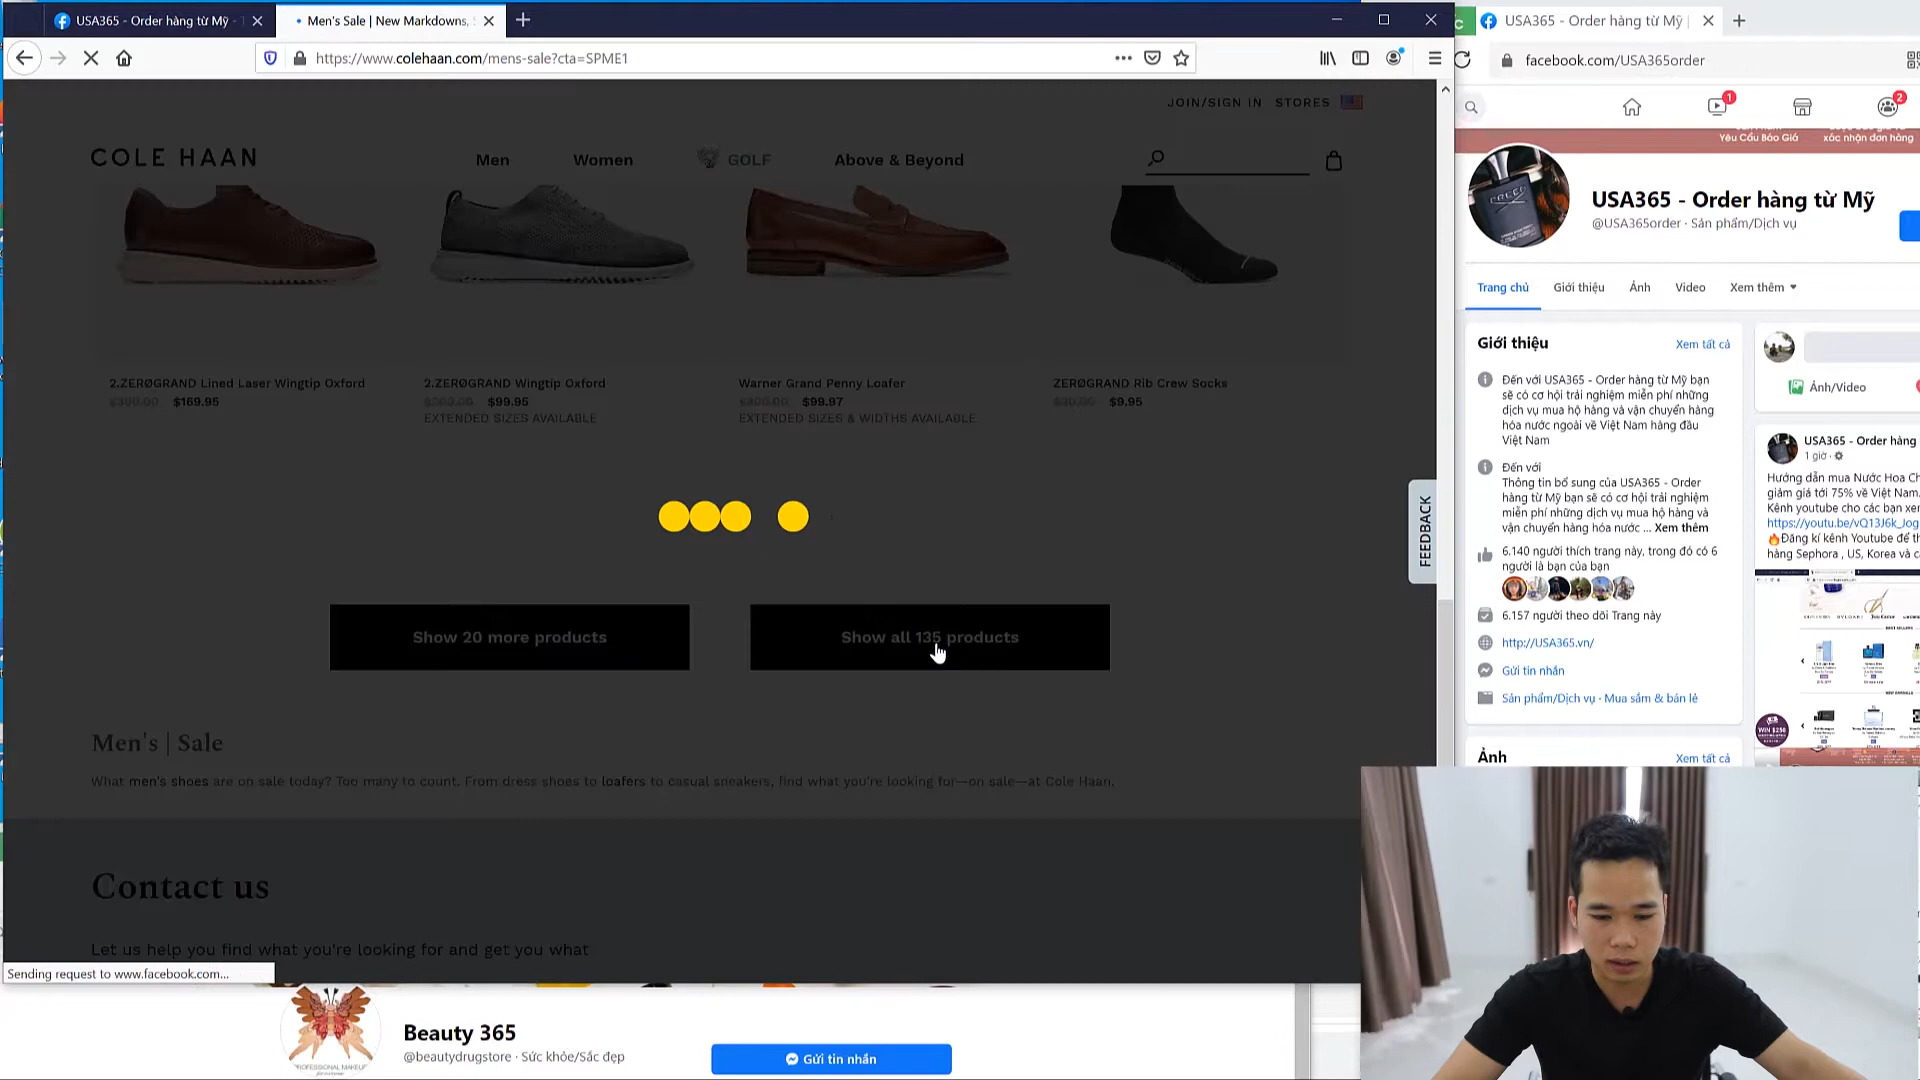 USA365 - Order hàng từ Mỹ -
Men's Sale | New Markdowns,
https://www.colehaan.com/mens-sale?cta=SPME1
JOIN/SIGN IN STORES
COLE HAAN
Men
Women
GOLF
Above & Beyond
2.ZERØGRAND Lined Laser Wingtip Oxford
$300.00 $169.95
2.ZERØGRAND Wingtip Oxford
$99.95
EXTENDED SIZES AVAILABLE
Warner Grand Penny Loafer
$99.97
EXTENDED SIZES & WIDTHS AVAILABLE
ZERØGRAND Rib Crew Socks
$9.95
FEEDBACK
Show 20 more products
Show all 135 products
Men's | Sale
What men's shoes are on sale today? Too many to count. From dress shoes to loafers to casual sneakers, find what you're looking for—on sale—at Cole Haan.
Contact us
Let us help you find what you're looking for and get you what
Sending request to www.facebook.com...
Beauty 365
@beautydrugstore · Sức khỏe/Sắc đẹp
Gửi tin nhắn
USA365 - Order hàng từ Mỹ |
facebook.com/USA365order
1
2
Yêu Cầu Báo Giá
xác nhận đơn hàng
USA365 - Order hàng từ Mỹ
@USA365order · Sản phẩm/Dịch vụ
Trang chủ
Giới thiệu
Ảnh
Video
Xem thêm
Giới thiệu
Xem tất cả
Đến với USA365 - Order hàng từ Mỹ bạn
sẽ có cơ hội trải nghiệm miễn phí những
dịch vụ mua hộ hàng và vận chuyển hàng
hóa nước ngoài về Việt Nam hàng đầu
Việt Nam
Đến với
Thông tin bổ sung của USA365 - Order
hàng từ Mỹ bạn sẽ có cơ hội trải nghiệm
miễn phí những dịch vụ mua hộ hàng và
vận chuyển hàng hóa nước ... Xem thêm
6.140 người thích trang này, trong đó có 6
người là bạn của bạn
6.157 người theo dõi Trang này
http://USA365.vn/
Gửi tin nhắn
Sản phẩm/Dịch vụ · Mua sắm & bán lẻ
Ảnh
Xem tất cả
Ảnh/Video
USA365 - Order hàng
1 giờ ·
Hướng dẫn mua Nước Hoa Ch
giảm giá tới 75% về Việt Nam.
Kênh youtube cho các bạn xe
https://youtu.be/vQ13J6k_Jog
Đăng kí kênh Youtube để th
hàng Sephora , US, Korea và c
WIN $250